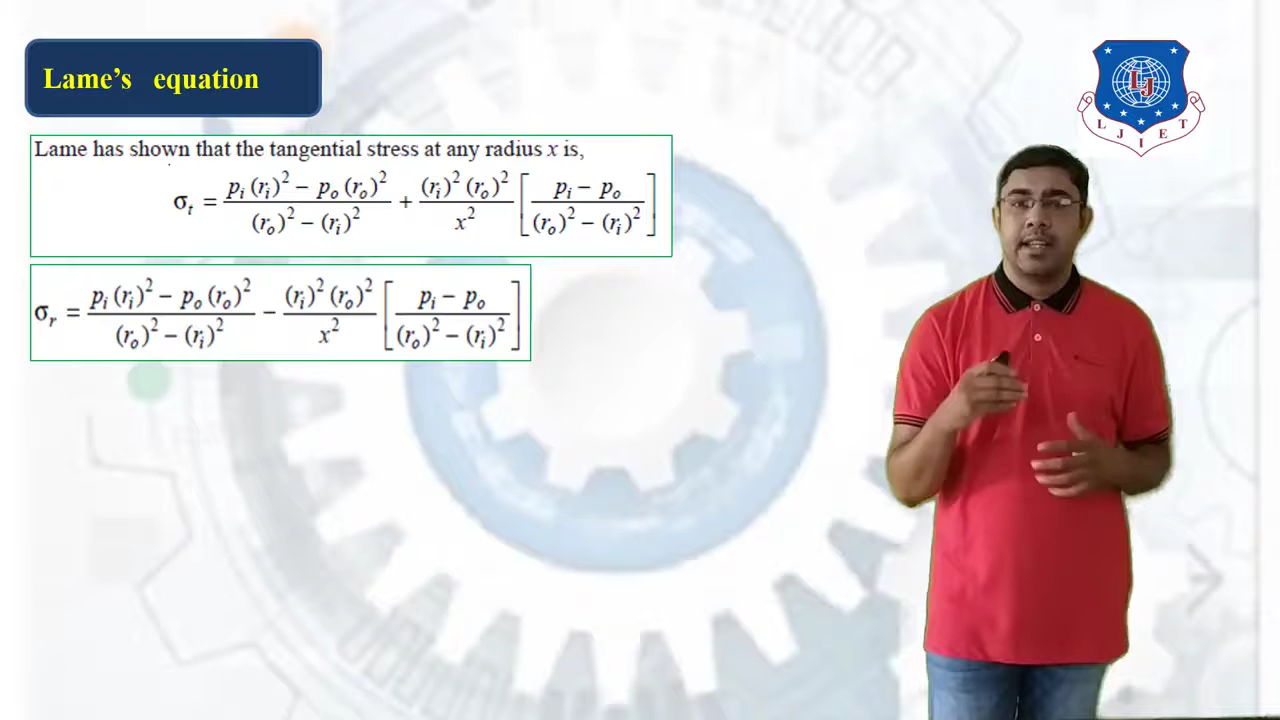 Lame's equation
Lame has shown that the tangential stress at any radius x is,
σₜ = pᵢ (rᵢ)² − pₒ (rₒ)² / (rₒ)² − (rᵢ)² + (rᵢ)² (rₒ)² / x² [ pᵢ − pₒ / (rₒ)² − (rᵢ)² ]
σᵣ = pᵢ (rᵢ)² − pₒ (rₒ)² / (rₒ)² − (rᵢ)² − (rᵢ)² (rₒ)² / x² [ pᵢ − pₒ / (rₒ)² − (rᵢ)² ]
LJ
L J I E T